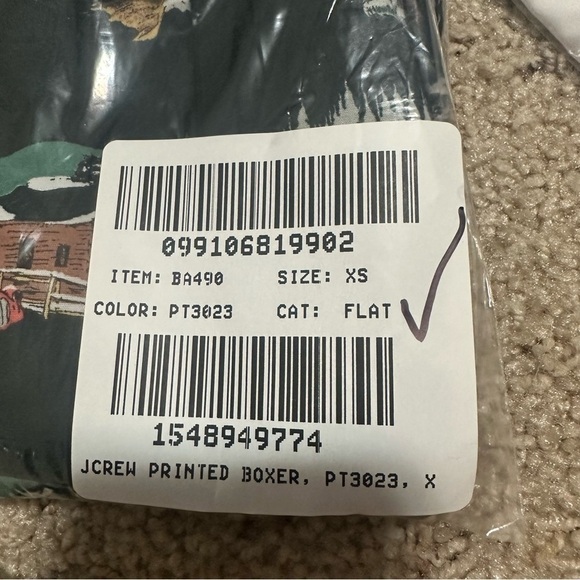 099106819902
ITEM: BA490 SIZE: XS
COLOR: PT3023 CAT: FLAT
1548949774
JCREW PRINTED BOXER, PT3023, X